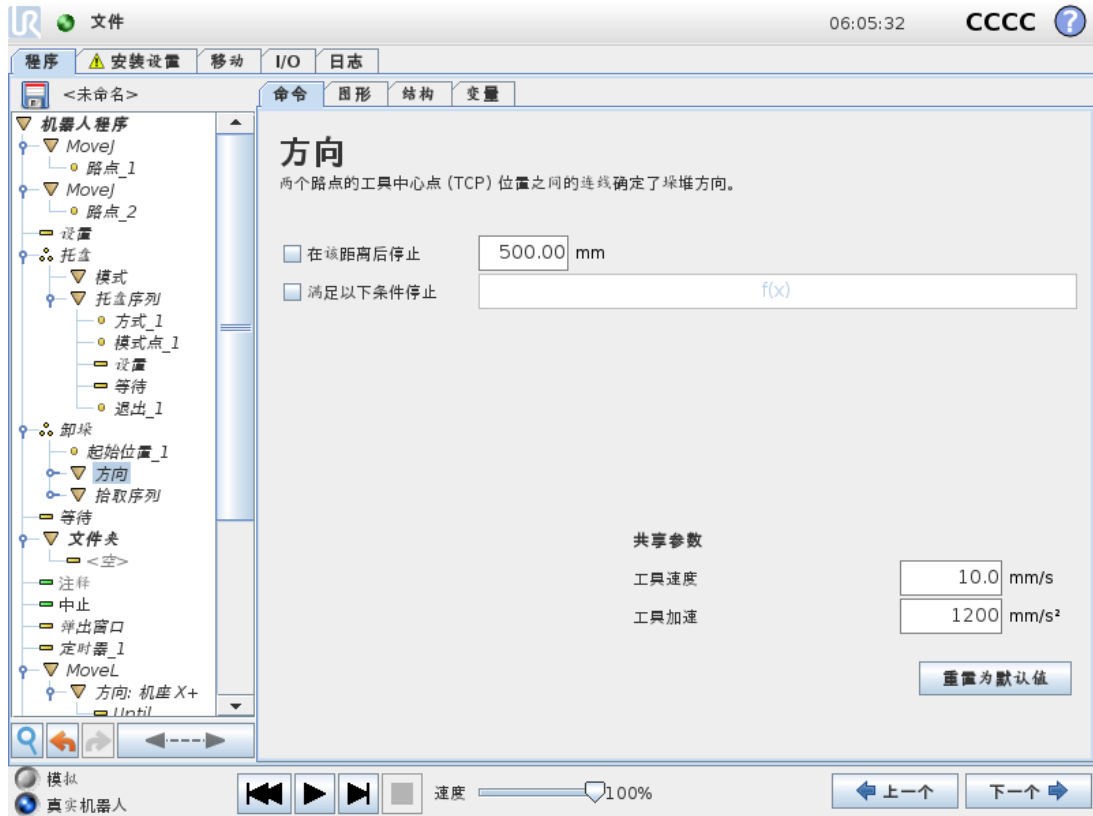 UR 文件 06:05:32 CCCC ?
程序 安装设置 移动 I/O 日志
<未命名> 命令 图形 结构 变量
机器人程序
MoveJ
路点_1
MoveJ
路点_2
设置
托盘
模式
托盘序列
方式_1
模式点_1
设置
等待
退出_1
卸垛
起始位置_1
方向
拾取序列
等待
文件夹
<空>
注释
中止
弹出窗口
定时器_1
MoveL
方向: 机座 X+
Until
方向
两个路点的工具中心点 (TCP) 位置之间的连线确定了垛堆方向。
在该距离后停止 500.00 mm
满足以下条件停止 f(x)
共享参数
工具速度 10.0 mm/s
工具加速 1200 mm/s²
重置为默认值
模拟
真实机器人
速度 100%
上一个 下一个